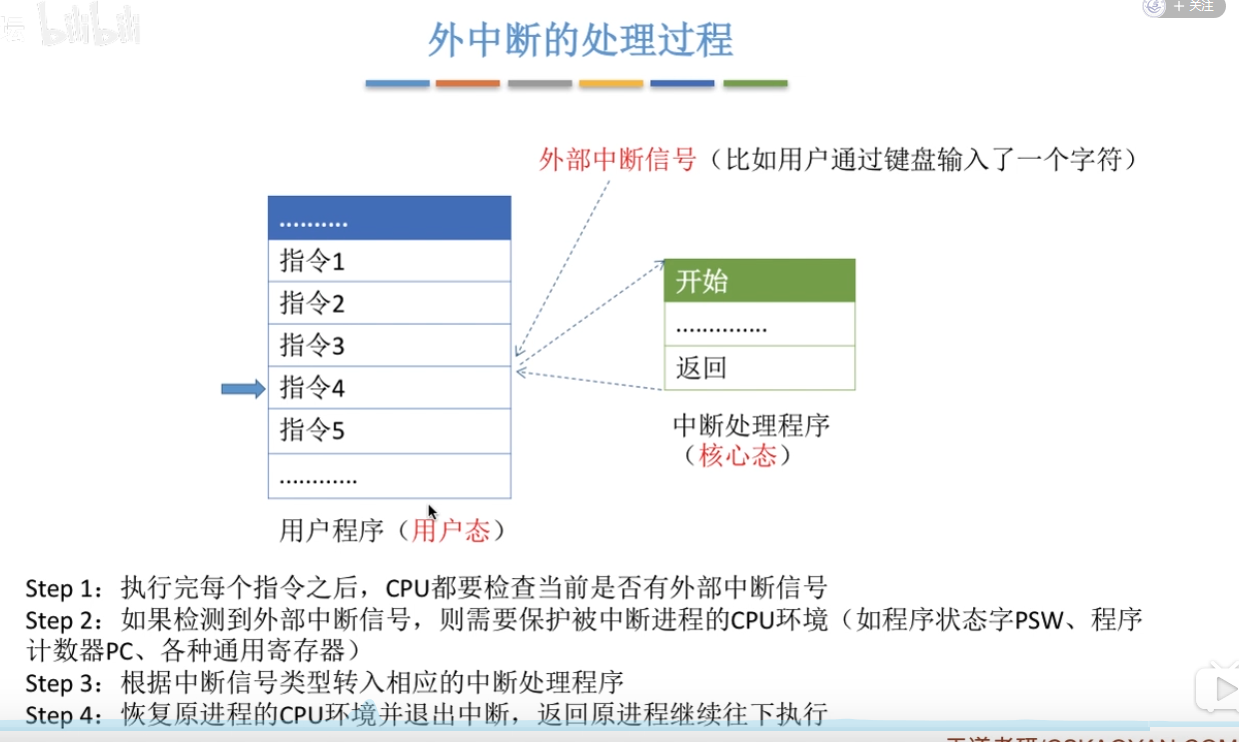 坛 bilibili
+ 关注
外中断的处理过程
外部中断信号（比如用户通过键盘输入了一个字符）
..........
指令1
指令2
指令3
指令4
指令5
............
用户程序（用户态）
开始
..............
返回
中断处理程序
（核心态）
Step 1：执行完每个指令之后，CPU都要检查当前是否有外部中断信号
Step 2：如果检测到外部中断信号，则需要保护被中断进程的CPU环境（如程序状态字PSW、程序
计数器PC、各种通用寄存器）
Step 3：根据中断信号类型转入相应的中断处理程序
Step 4：恢复原进程的CPU环境并退出中断，返回原进程继续往下执行